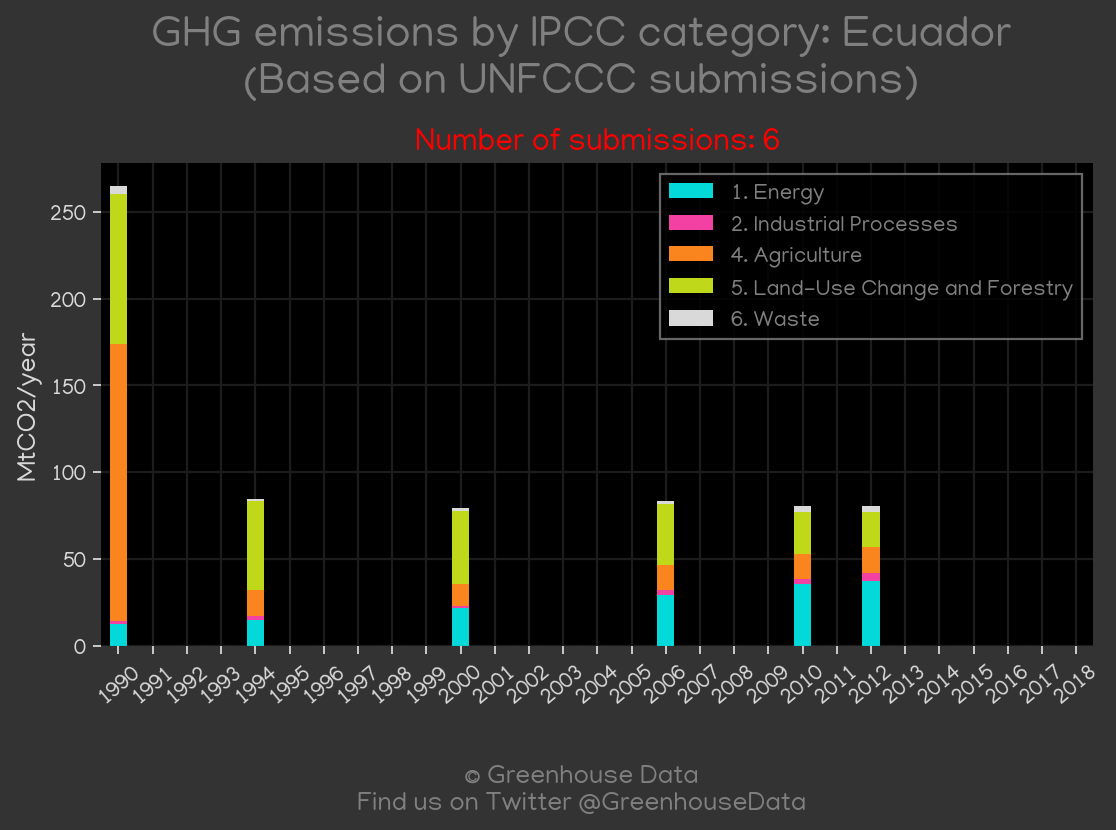 GHG emissions by IPCC category: Ecuador
(Based on UNFCCC submissions)
Number of submissions: 6
1. Energy
2. Industrial Processes
4. Agriculture
5. Land-Use Change and Forestry
6. Waste
MtCO2/year
250
200
150
100
50
0
1990 1991 1992 1993 1994 1995 1996 1997 1998 1999 2000 2001 2002 2003 2004 2005 2006 2007 2008 2009 2010 2011 2012 2013 2014 2015 2016 2017 2018
© Greenhouse Data
Find us on Twitter @GreenhouseData